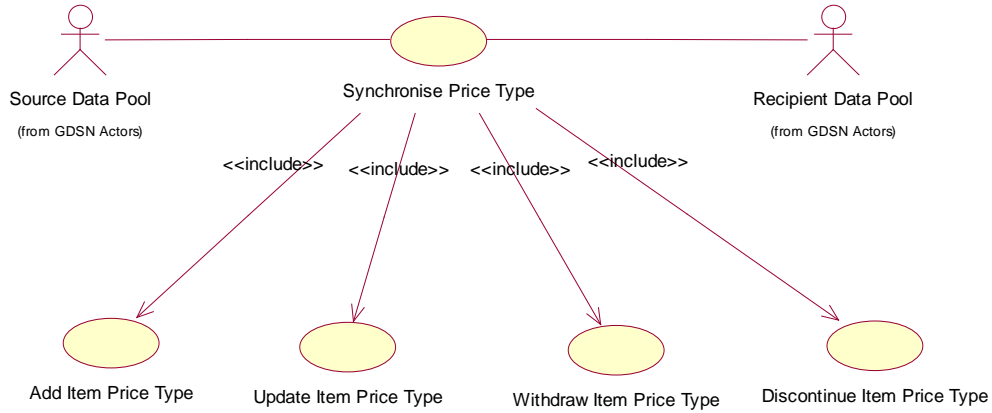 Source Data Pool
(from GDSN Actors)
Synchronise Price Type
Recipient Data Pool
(from GDSN Actors)
<<include>>
<<include>>
<<include>>
<<include>>
Add Item Price Type
Update Item Price Type
Withdraw Item Price Type
Discontinue Item Price Type